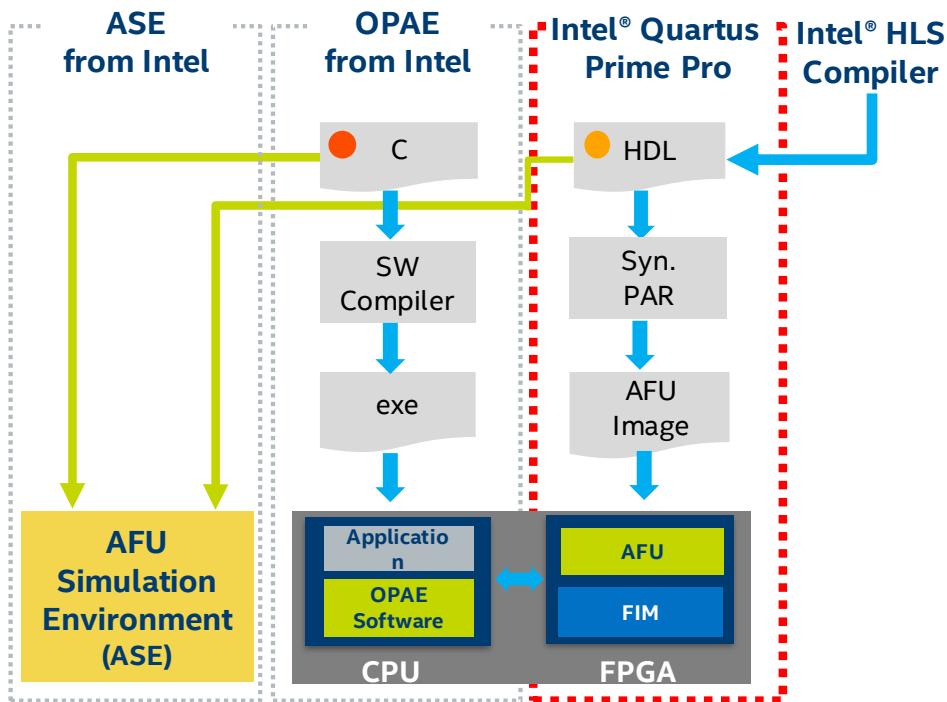 ASE
from Intel
OPAE
from Intel
Intel® Quartus
Prime Pro
Intel® HLS
Compiler
C
HDL
SW
Compiler
Syn.
PAR
exe
AFU
Image
AFU
Simulation
Environment
(ASE)
Applicatio
n
OPAE
Software
CPU
AFU
FIM
FPGA